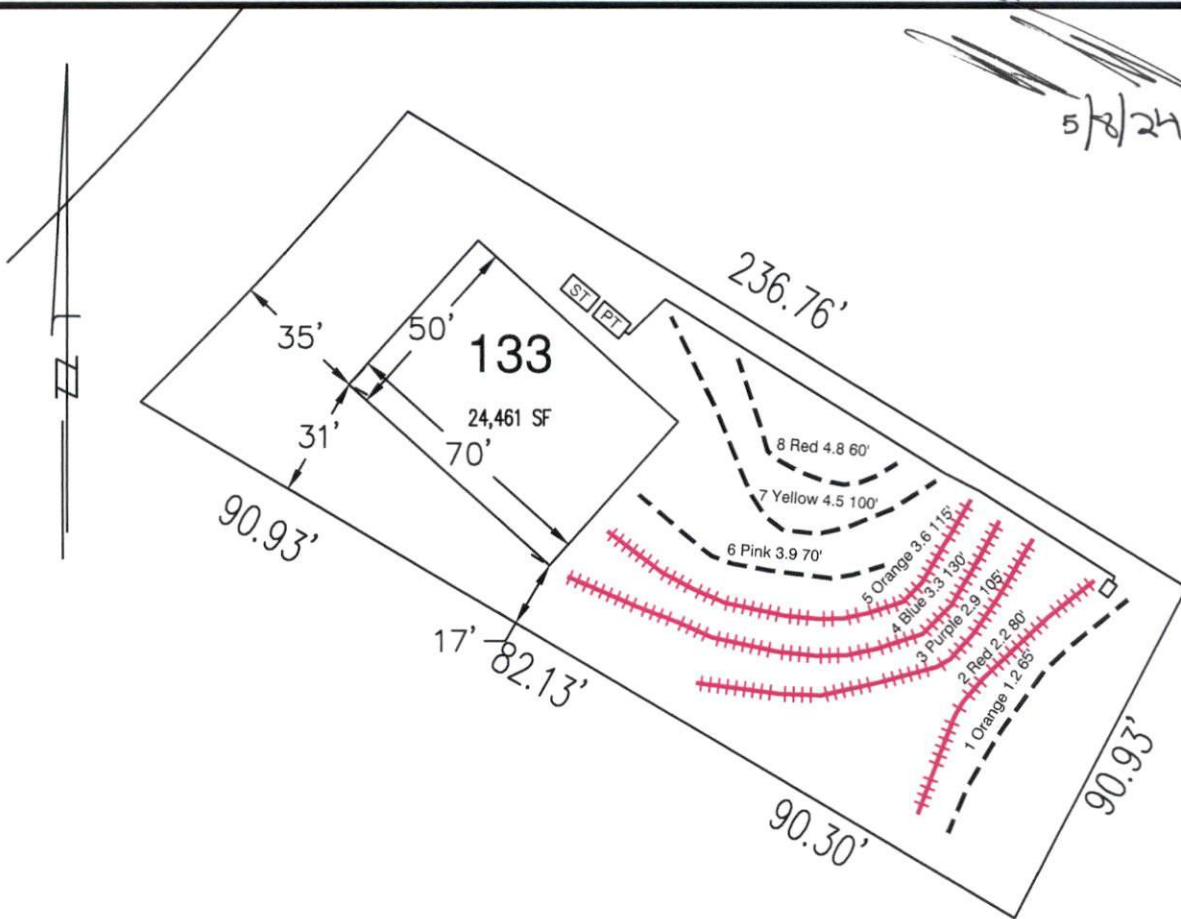 5/8/24
236.76'
ST
PT
35'
50'
133
24,461 SF
31'
70'
90.93'
17'
82.13'
8 Red 4.8 60'
7 Yellow 4.5 100'
6 Pink 3.9 70'
5 Orange 3.6 115'
4 Blue 3.3 130'
3 Purple 2.9 105'
2 Red 2.2 80'
1 Orange 1.2 65'
90.93'
90.30'
Z